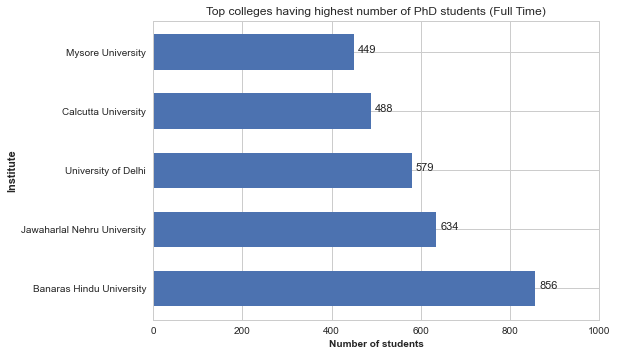 Top colleges having highest number of PhD students (Full Time)
Mysore University
449
Calcutta University
488
University of Delhi
579
Jawaharlal Nehru University
634
Banaras Hindu University
856
Institute
0 200 400 600 800 1000
Number of students